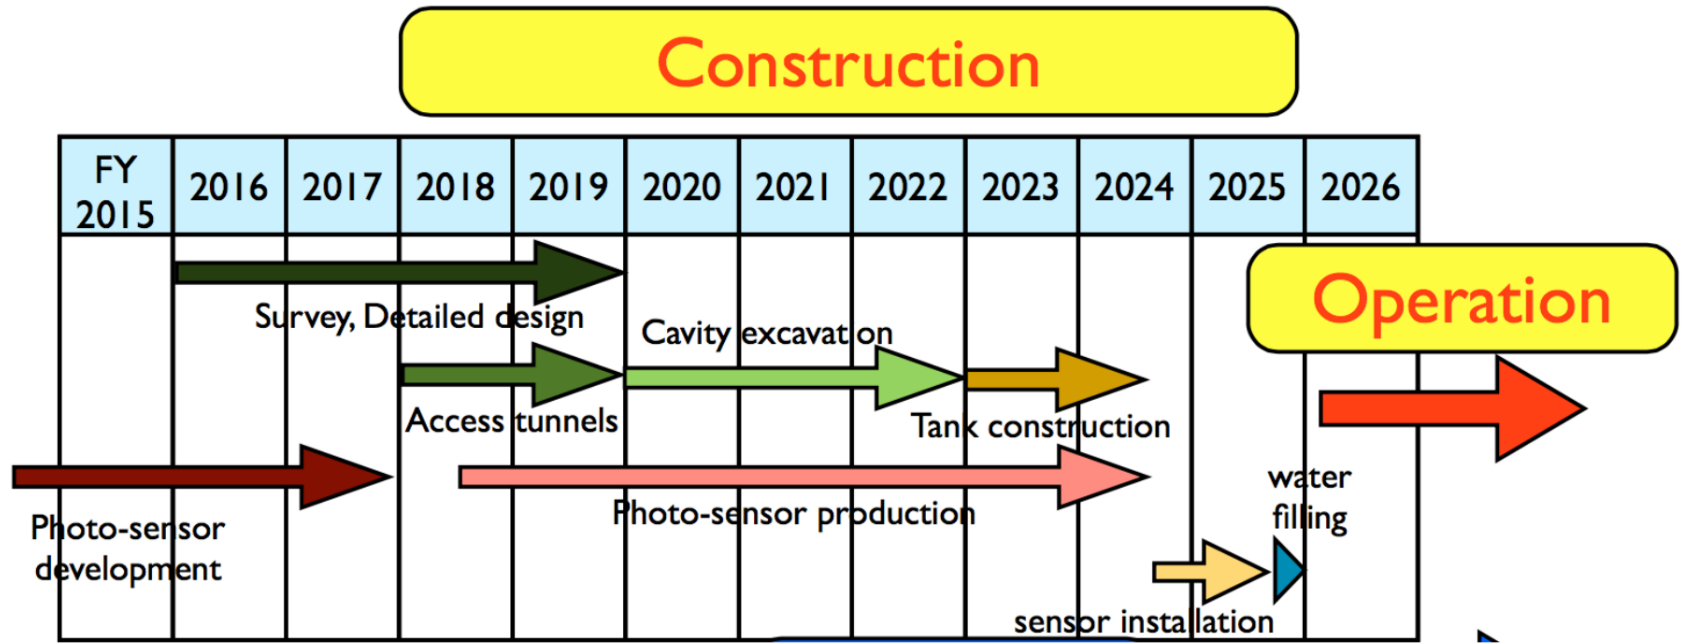 Construction
FY
2015
2016
2017
2018
2019
2020
2021
2022
2023
2024
2025
2026
Operation
Survey, Detailed design
Cavity excavation
Access tunnels
Tank construction
water
filling
Photo-sensor production
Photo-sensor
development
sensor installation